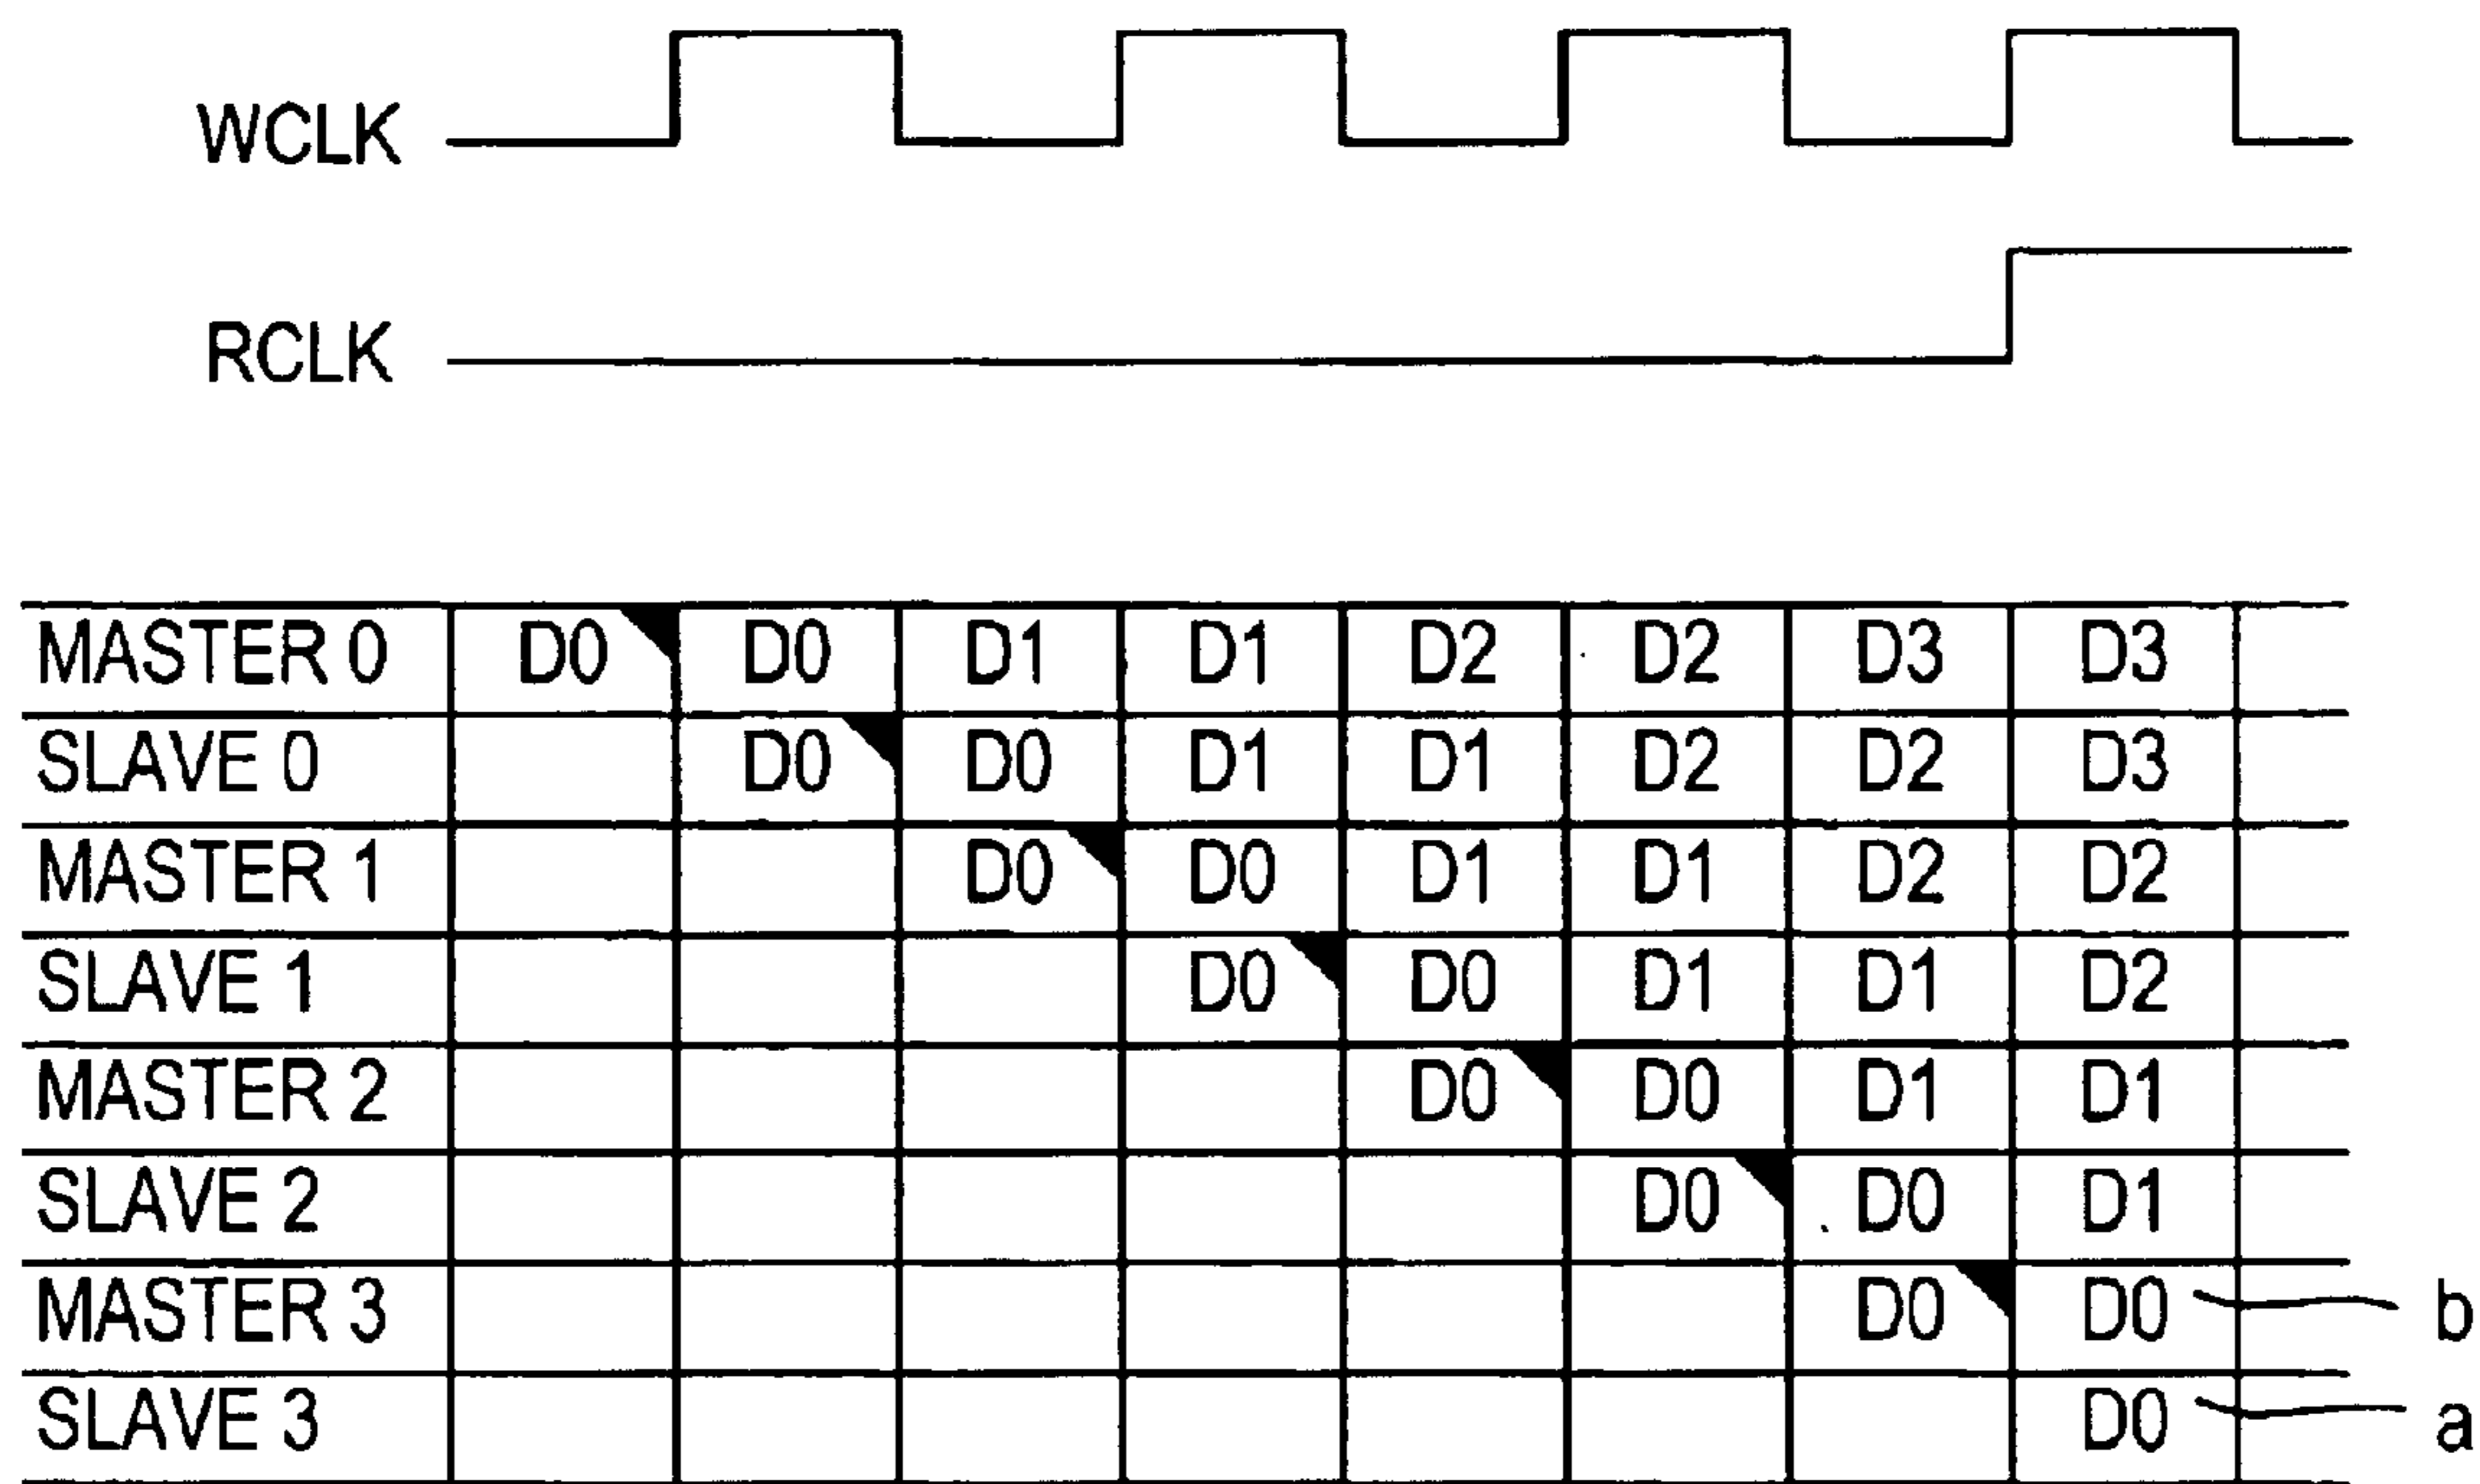 WCLK
RCLK
MASTER 0 D0 D0 D1 D1 D2 D2 D3 D3
SLAVE 0 D0 D0 D1 D1 D2 D2 D3
MASTER 1 D0 D0 D1 D1 D2 D2
SLAVE 1 D0 D0 D1 D1 D2
MASTER 2 D0 D0 D1 D1
SLAVE 2 D0 D0 D1
MASTER 3 D0 D0 b
SLAVE 3 D0 a